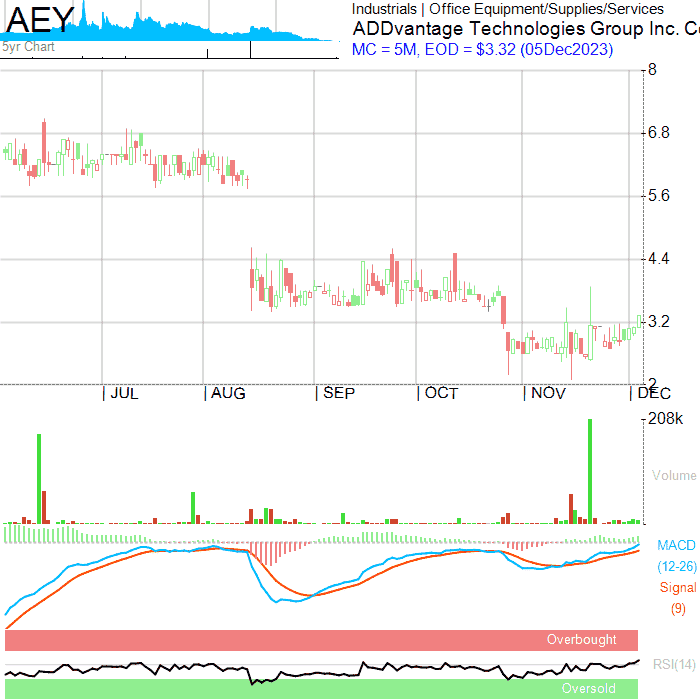 AEY
5yr Chart
Industrials | Office Equipment/Supplies/Services
ADDvantage Technologies Group Inc. Co
MC = 5M, EOD = $3.32 (05Dec2023)
8
6.8
5.6
4.4
3.2
2
| JUL | AUG | SEP | OCT | NOV | DEC
208k
Volume
MACD
(12-26)
Signal
(9)
Overbought
RSI(14)
Oversold